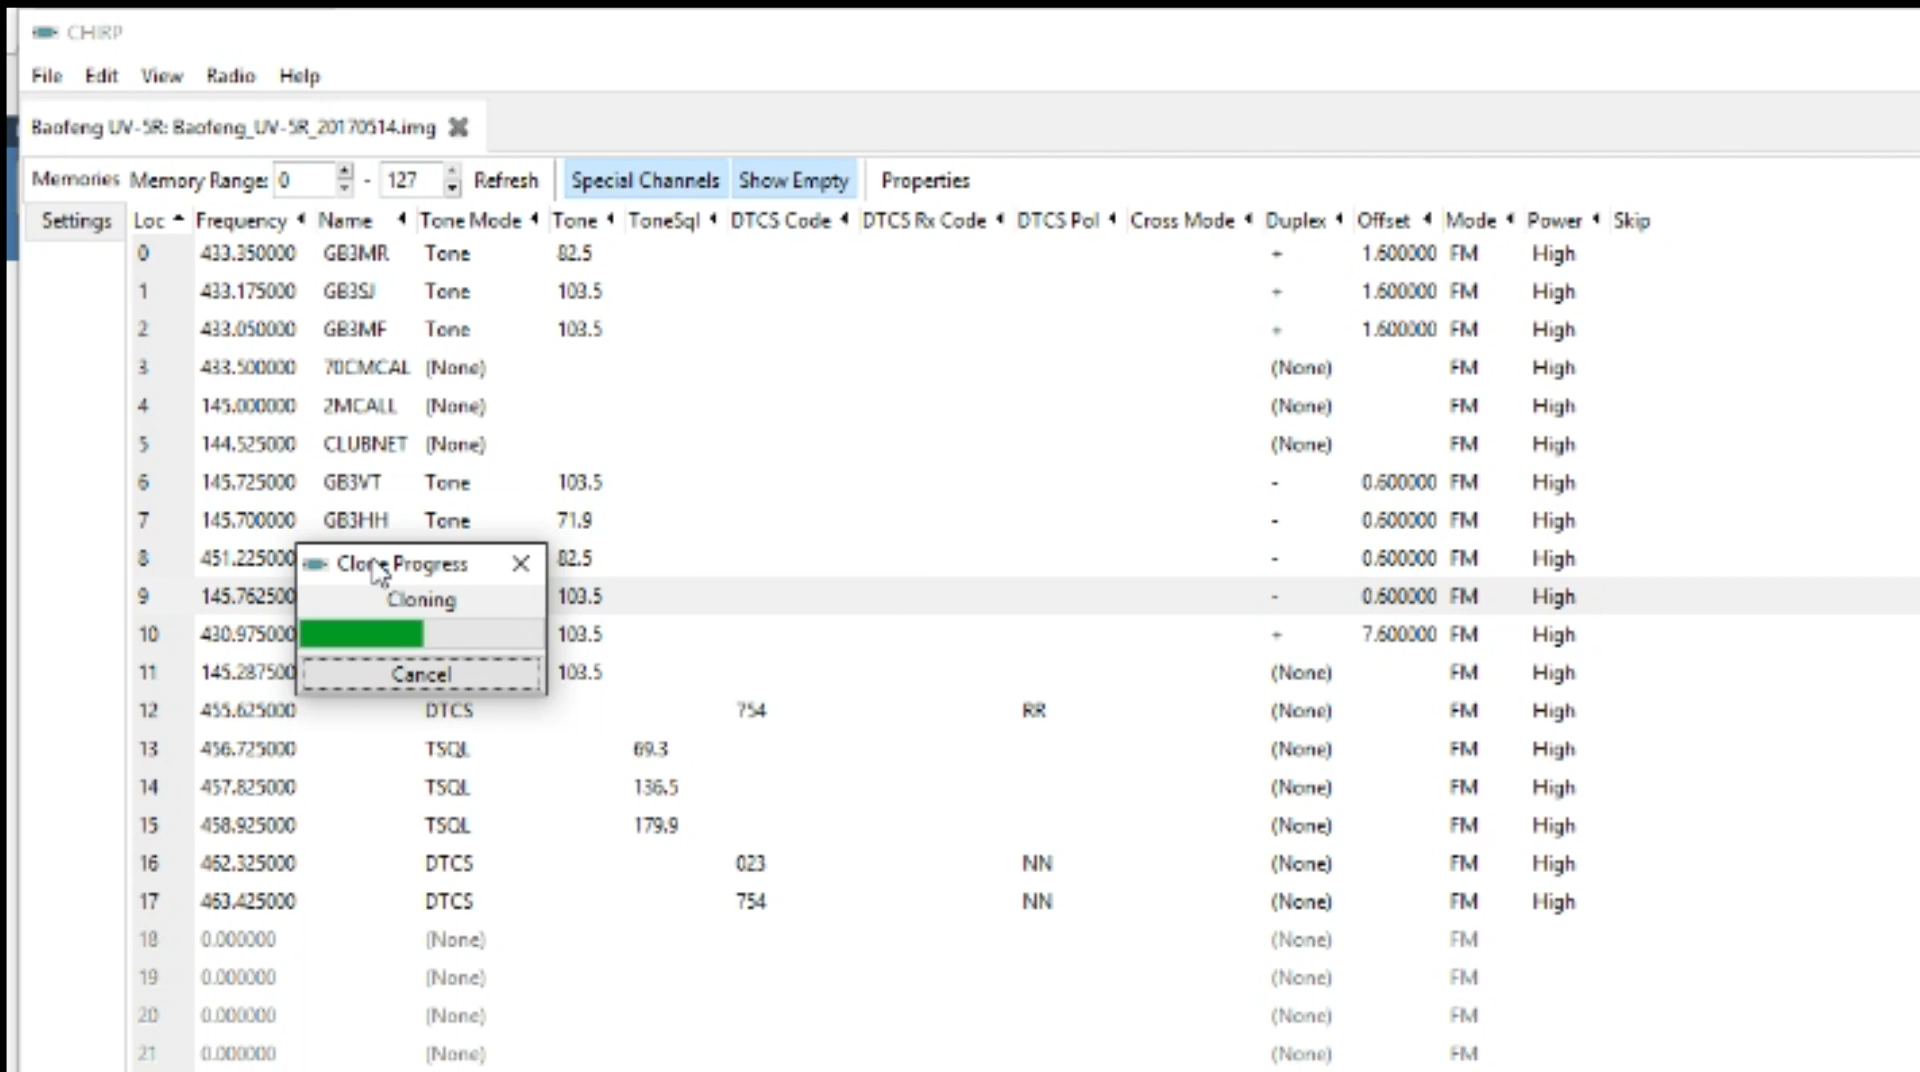 CHIRP
File Edit View Radio Help
Baofeng UV-5R: Baofeng_UV-5R_20170514.img
Memories Memory Range: 0 - 127 Refresh Special Channels Show Empty Properties
Settings
Loc Frequency Name Tone Mode Tone ToneSql DTCS Code DTCS Rx Code DTCS Pol Cross Mode Duplex Offset Mode Power Skip
0 433.350000 GB3MR Tone 82.5 + 1.600000 FM High
1 433.175000 GB3SJ Tone 103.5 + 1.600000 FM High
2 433.050000 GB3MF Tone 103.5 + 1.600000 FM High
3 433.500000 70CMCAL (None) (None) FM High
4 145.000000 2MCALL (None) (None) FM High
5 144.525000 CLUBNET (None) (None) FM High
6 145.725000 GB3VT Tone 103.5 - 0.600000 FM High
7 145.700000 GB3HH Tone 71.9 - 0.600000 FM High
8 451.225000 82.5 - 0.600000 FM High
9 145.762500 103.5 - 0.600000 FM High
10 430.975000 103.5 + 7.600000 FM High
11 145.287500 103.5 (None) FM High
12 455.625000 DTCS 754 RR (None) FM High
13 456.725000 TSQL 69.3 (None) FM High
14 457.825000 TSQL 136.5 (None) FM High
15 458.925000 TSQL 179.9 (None) FM High
16 462.325000 DTCS 023 NN (None) FM High
17 463.425000 DTCS 754 NN (None) FM High
18 0.000000 (None) (None) FM
19 0.000000 (None) (None) FM
20 0.000000 (None) (None) FM
21 0.000000 (None) (None) FM
Clone Progress
Cloning
Cancel